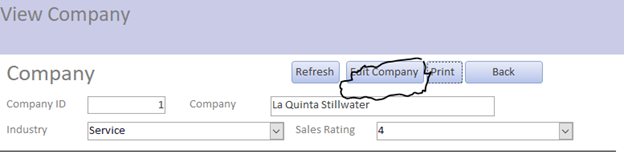 View Company
Company Refresh Edit Company Print Back
Company ID 1 Company La Quinta Stillwater
Industry Service Sales Rating 4